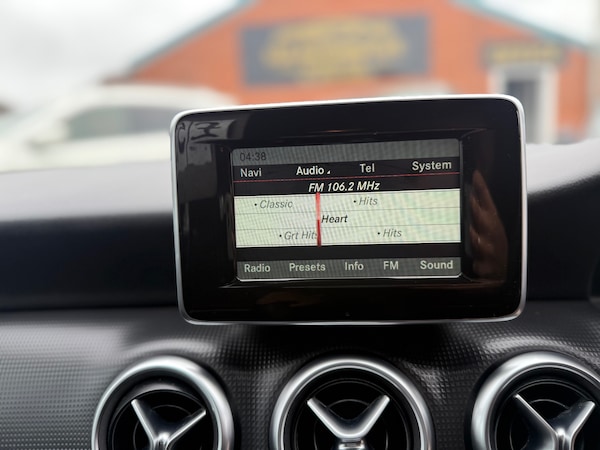 04:38
Navi Audio Tel System
FM 106.2 MHz
• Classic • Hits
Heart
• Grt Hits • Hits
Radio Presets Info FM Sound